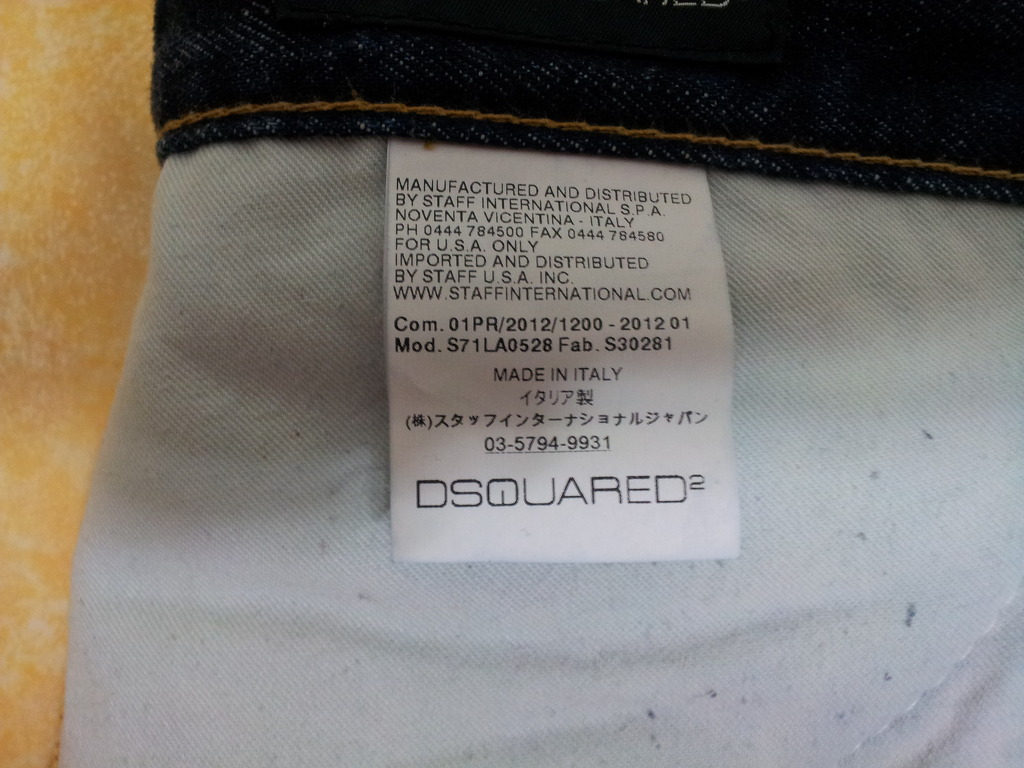 MANUFACTURED AND DISTRIBUTED
BY STAFF INTERNATIONAL S.P.A.
NOVENTA VICENTINA - ITALY
PH 0444 784500 FAX 0444 784580
FOR U.S.A. ONLY
IMPORTED AND DISTRIBUTED
BY STAFF U.S.A. INC.
WWW.STAFFINTERNATIONAL.COM
Com. 01PR/2012/1200 - 2012 01
Mod. S71LA0528 Fab. S30281
MADE IN ITALY
イタリア製
(株)スタッフインターナショナルジャパン
03-5794-9931
DSQUARED²